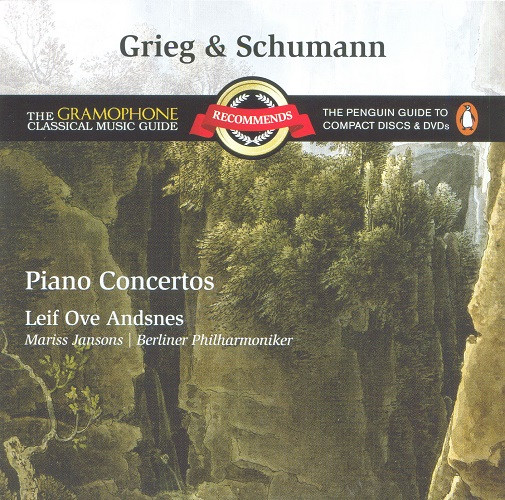 Grieg & Schumann
THE GRAMOPHONE
CLASSICAL MUSIC GUIDE
RECOMMENDS
THE PENGUIN GUIDE TO
COMPACT DISCS & DVDs
Piano Concertos
Leif Ove Andsnes
Mariss Jansons | Berliner Philharmoniker